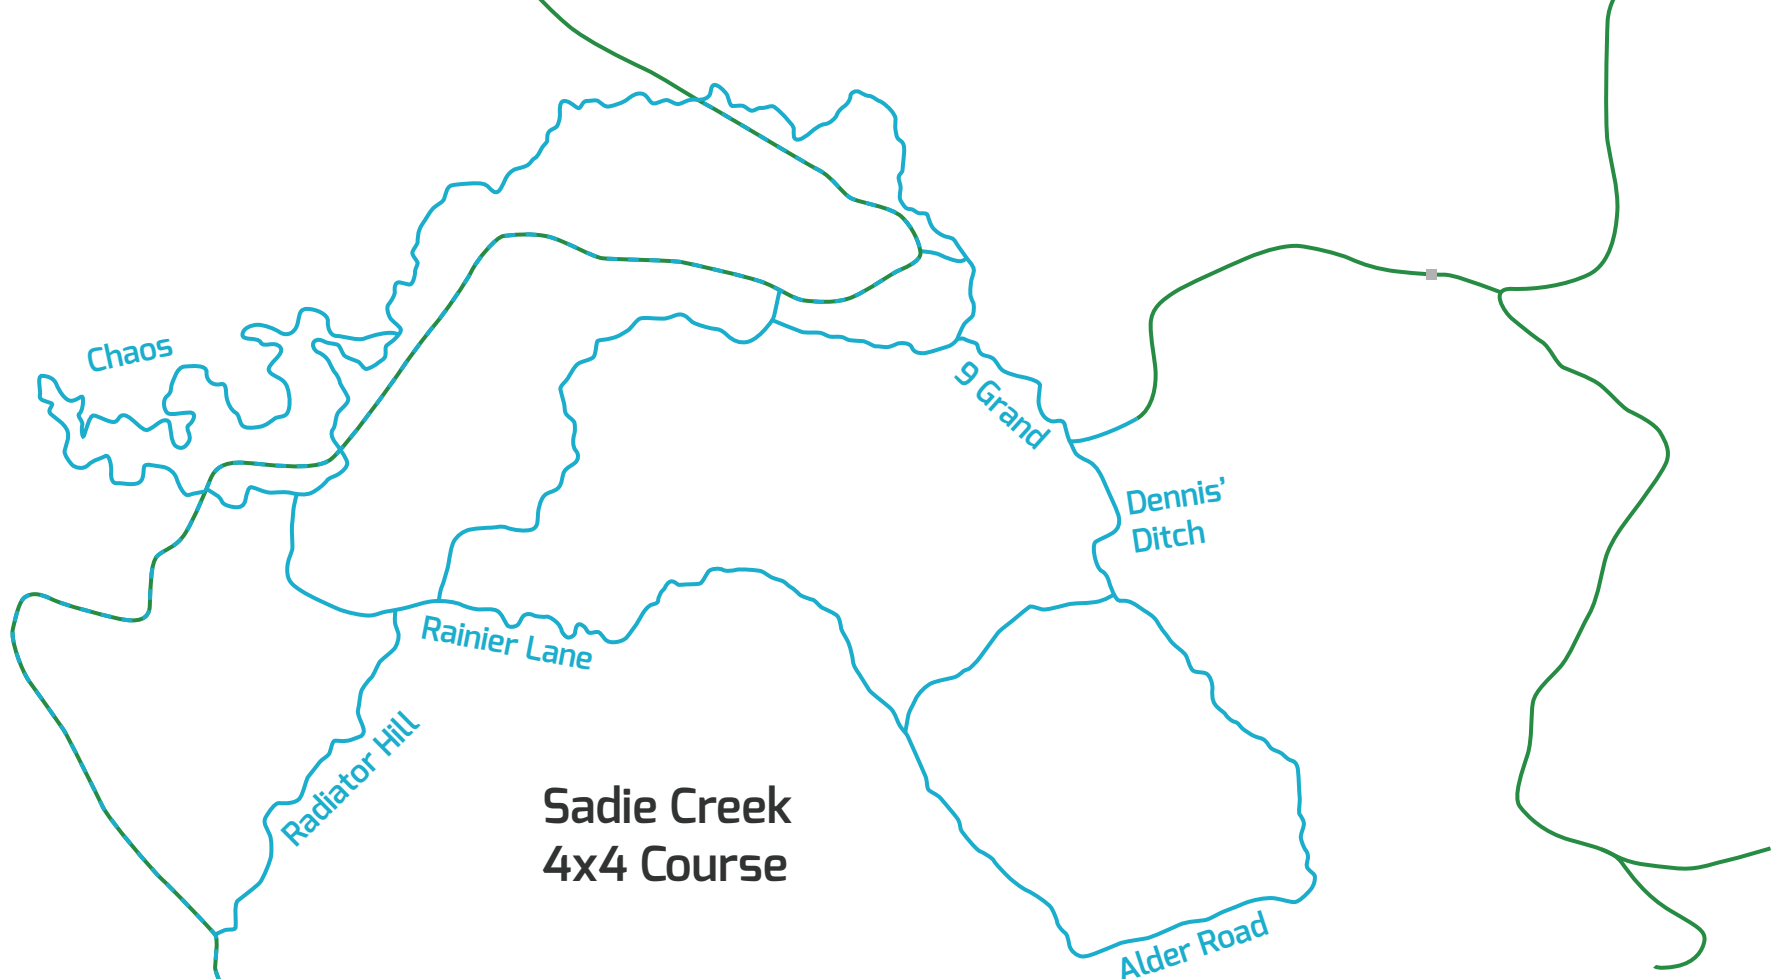 Chaos
9 Grand
Dennis'
Ditch
Rainier Lane
Radiator Hill
Sadie Creek
4x4 Course
Alder Road